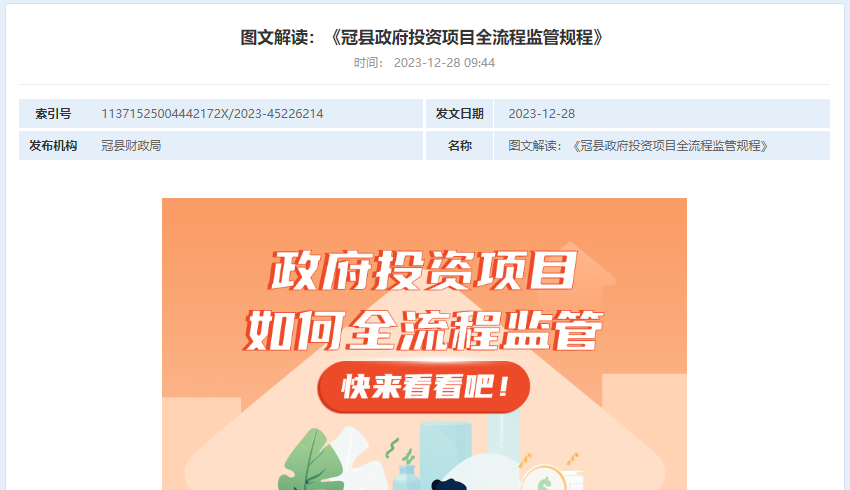 图文解读：《冠县政府投资项目全流程监管规程》
时间： 2023-12-28 09:44
索引号 11371525004442172X/2023-45226214 发文日期 2023-12-28
发布机构 冠县财政局 名称 图文解读：《冠县政府投资项目全流程监管规程》
政府投资项目
如何全流程监管
快来看看吧！